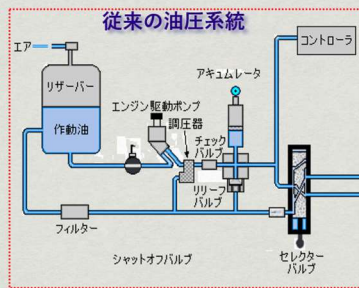 従来の油圧系統
エア
コントローラ
アキュムレータ
リザーバー
エンジン駆動ポンプ
調圧器
作動油
チェック
バルブ
リリーフ
バルブ
フィルター
シャットオフバルブ
セレクター
バルブ